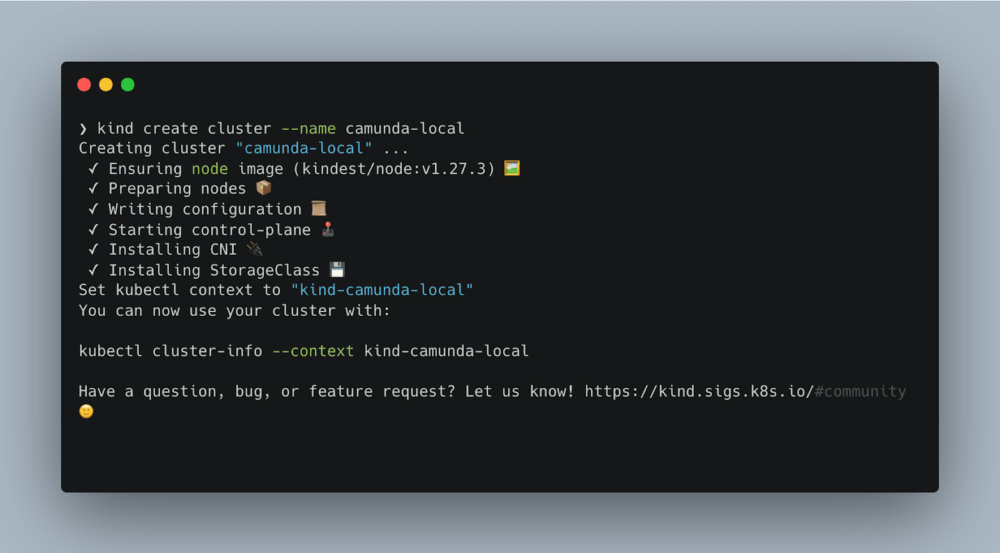 ❯ kind create cluster --name camunda-local
Creating cluster "camunda-local" ...
✓ Ensuring node image (kindest/node:v1.27.3) 🖼️
✓ Preparing nodes 📦
✓ Writing configuration 📜
✓ Starting control-plane 🕹️
✓ Installing CNI 🔌
✓ Installing StorageClass 💾
Set kubectl context to "kind-camunda-local"
You can now use your cluster with:
kubectl cluster-info --context kind-camunda-local
Have a question, bug, or feature request? Let us know! https://kind.sigs.k8s.io/#community
🙂